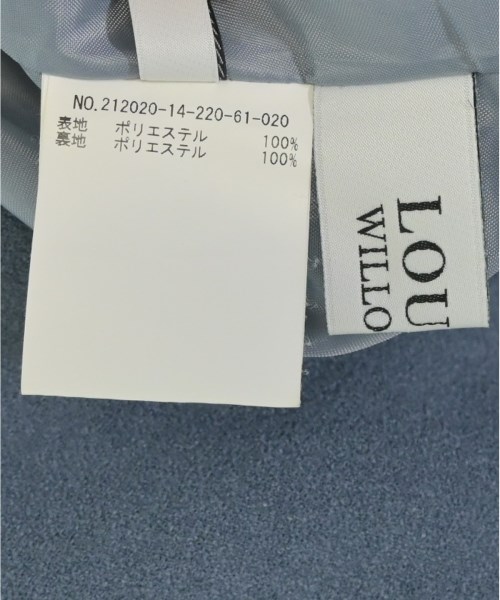 NO.212020-14-220-61-020
表地 ポリエステル 100%
裏地 ポリエステル 100%
LOU
WILLO